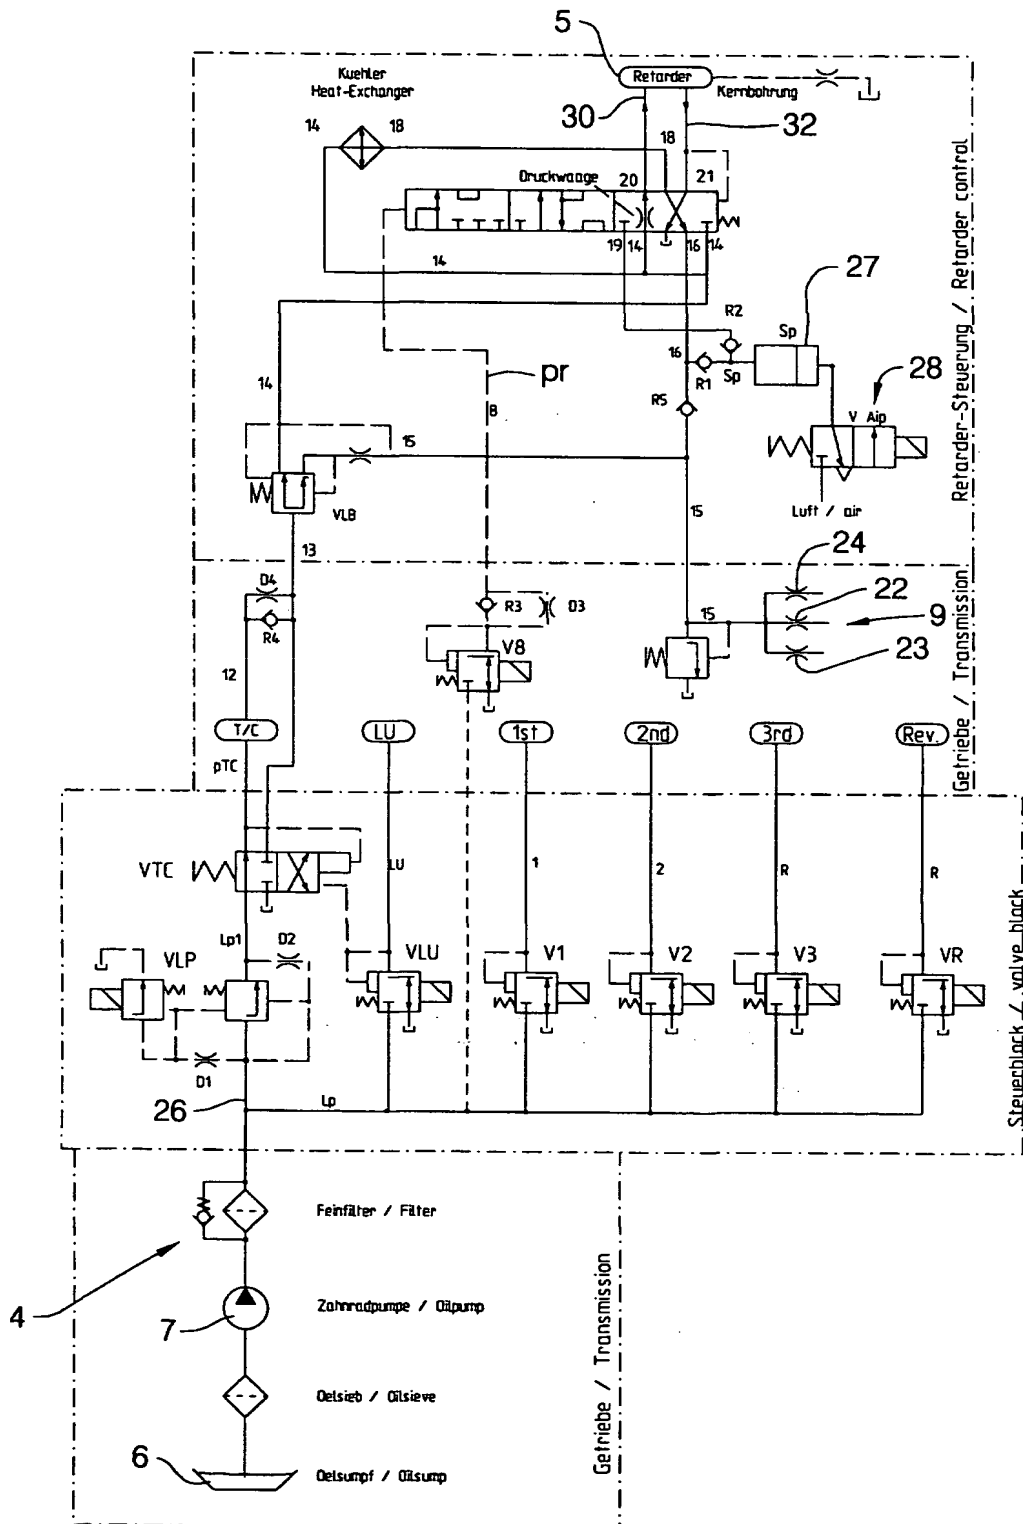 5
Kuehler
Heat-Exchanger
Retarder
Kernbohrung
30
32
14
18
18
Druckwaage
20
21
19
14
16
14
14
27
R2
Sp
16
R1
Sp
28
pr
14
R5
V
Aip
8
15
VLB
Luft / air
Retarder-Steuerung / Retarder control
15
13
24
D4
22
R3
D3
9
R4
15
23
V8
12
Getriebe / Transmission
T/C
LU
1st
2nd
3rd
Rev.
pTC
VTC
LU
1
2
R
R
Lp1
D2
VLP
VLU
V1
V2
V3
VR
D1
26
Lp
Steuerblock / valve block
Feinfilter / Filter
4
7
Zahnradpumpe / Oilpump
Getriebe / Transmission
Oelsieb / Oilsieve
6
Oelsumpf / Oilsump